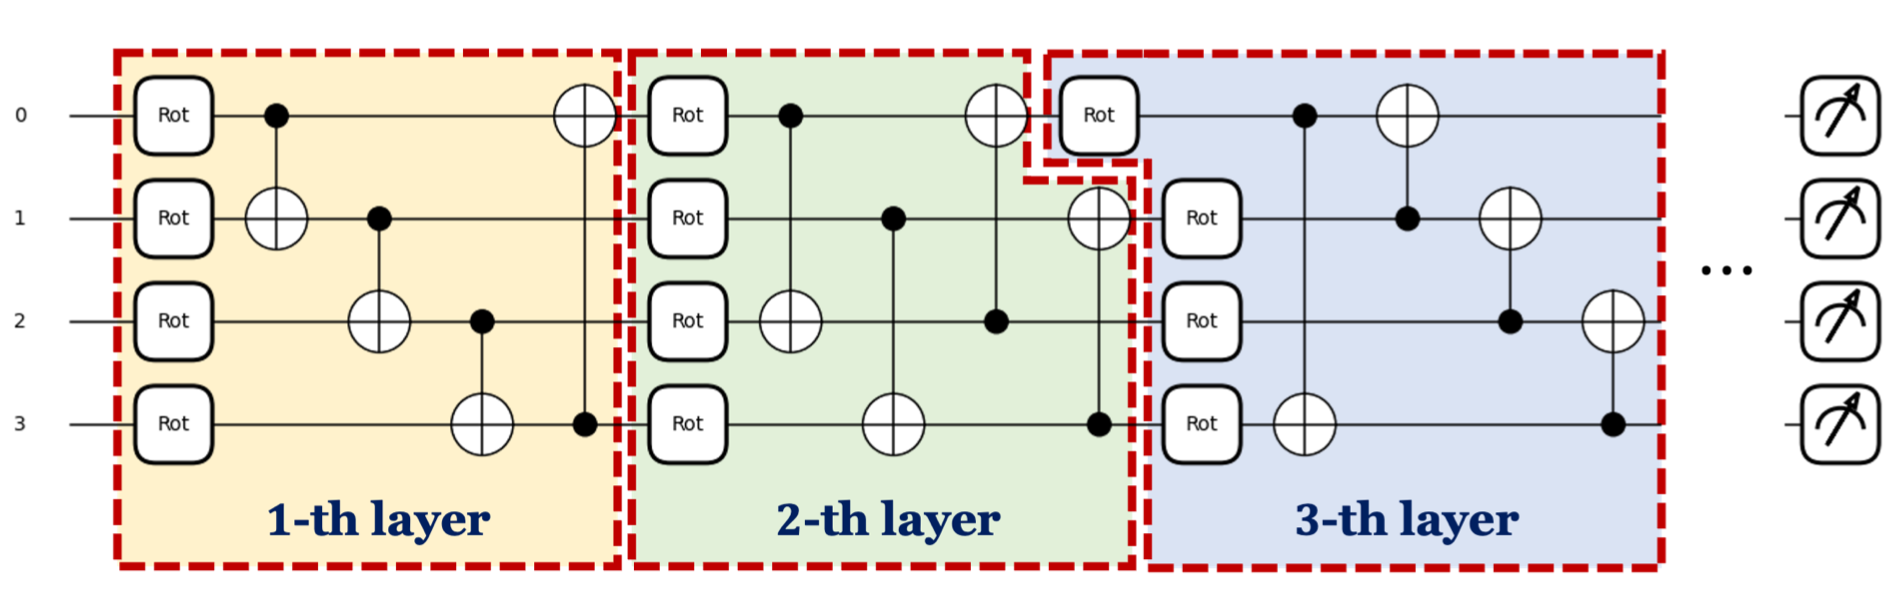 0 Rot Rot Rot
1 Rot Rot Rot
2 Rot Rot Rot
3 Rot Rot Rot
1-th layer 2-th layer 3-th layer
...